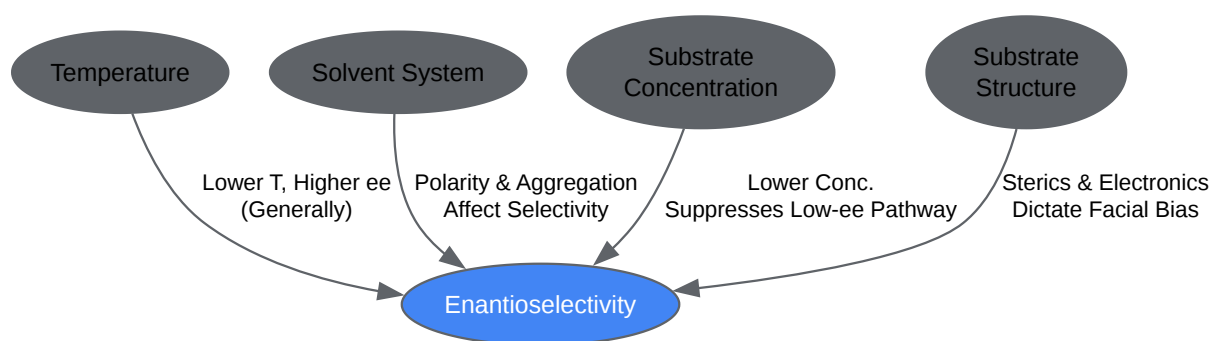 Temperature
Solvent System
Substrate
Concentration
Substrate
Structure
Lower T, Higher ee
(Generally)
Polarity & Aggregation
Affect Selectivity
Lower Conc.
Suppresses Low-ee Pathway
Sterics & Electronics
Dictate Facial Bias
Enantioselectivity